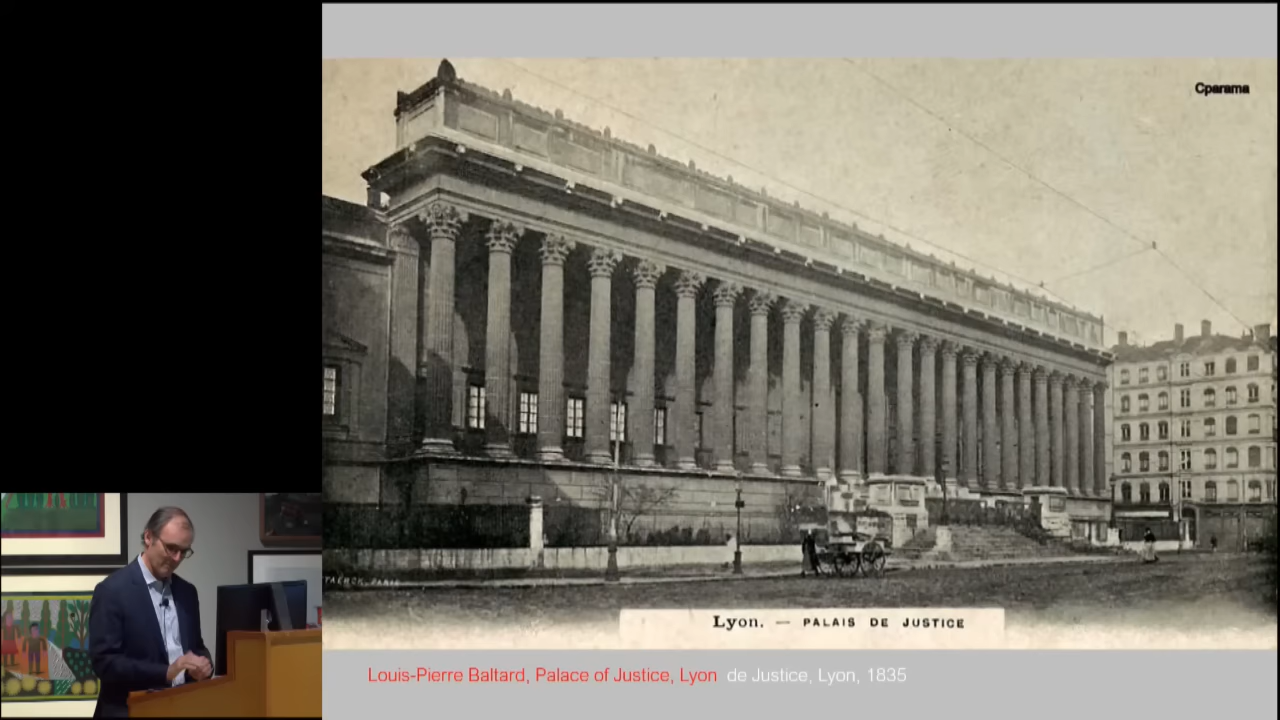 Cparama
Lyon. — PALAIS DE JUSTICE
Louis-Pierre Baltard, Palace of Justice, Lyon de Justice, Lyon, 1835